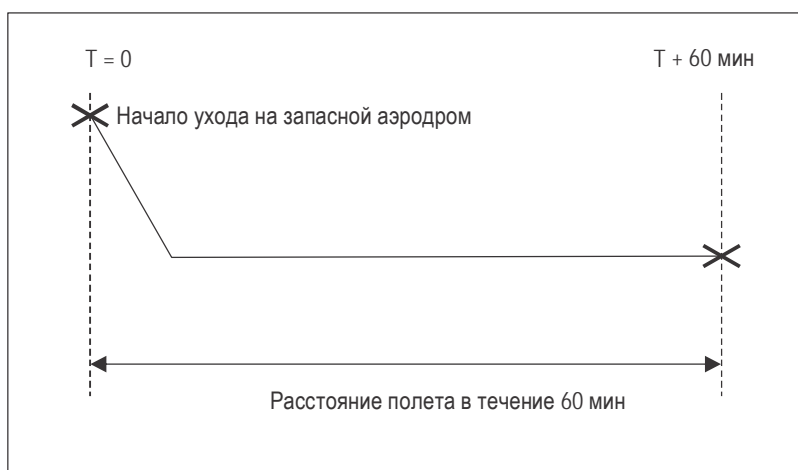 T = 0
T + 60 мин
Начало ухода на запасной аэродром
Расстояние полета в течение 60 мин